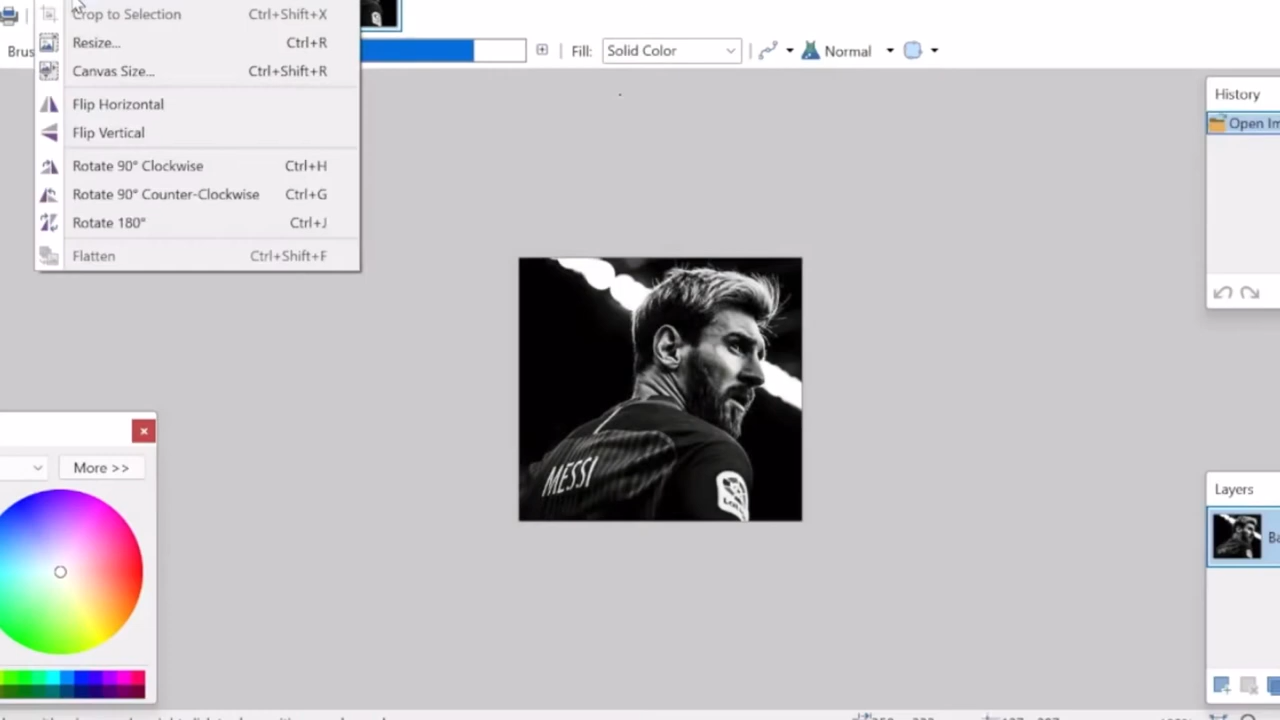 Crop to Selection Ctrl+Shift+X
Resize... Ctrl+R
Canvas Size... Ctrl+Shift+R
Flip Horizontal
Flip Vertical
Rotate 90° Clockwise Ctrl+H
Rotate 90° Counter-Clockwise Ctrl+G
Rotate 180° Ctrl+J
Flatten Ctrl+Shift+F
Brus
Fill: Solid Color
Normal
History
Open Im
MESSI
More >>
Layers
Ba